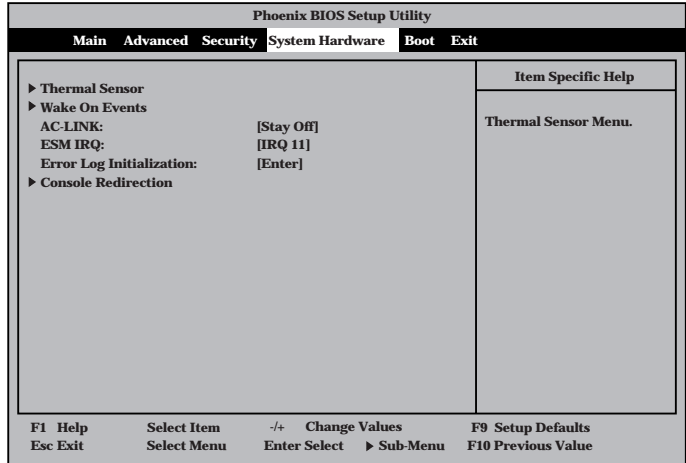 Phoenix BIOS Setup Utility
Main Advanced Security System Hardware Boot Exit
Item Specific Help
Thermal Sensor Menu.
▶ Thermal Sensor
▶ Wake On Events
AC-LINK: [Stay Off]
ESM IRQ: [IRQ 11]
Error Log Initialization: [Enter]
▶ Console Redirection
F1 Help Select Item -/+ Change Values F9 Setup Defaults
Esc Exit Select Menu Enter Select ▶ Sub-Menu F10 Previous Value